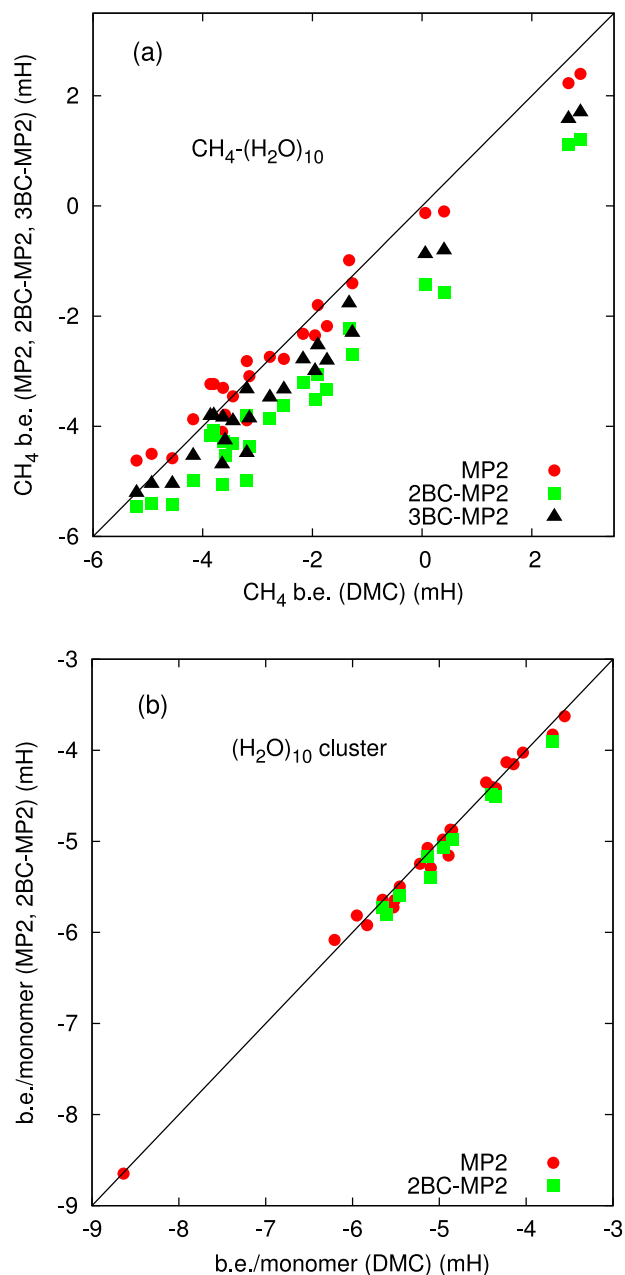 (a)
CH₄-(H₂O)₁₀
CH₄ b.e. (MP2, 2BC-MP2, 3BC-MP2) (mH)
2
0
-2
-4
-6
MP2
2BC-MP2
3BC-MP2
-6 -4 -2 0 2
CH₄ b.e. (DMC) (mH)
(b)
(H₂O)₁₀ cluster
b.e./monomer (MP2, 2BC-MP2) (mH)
-3
-4
-5
-6
-7
-8
-9
MP2
2BC-MP2
-9 -8 -7 -6 -5 -4 -3
b.e./monomer (DMC) (mH)